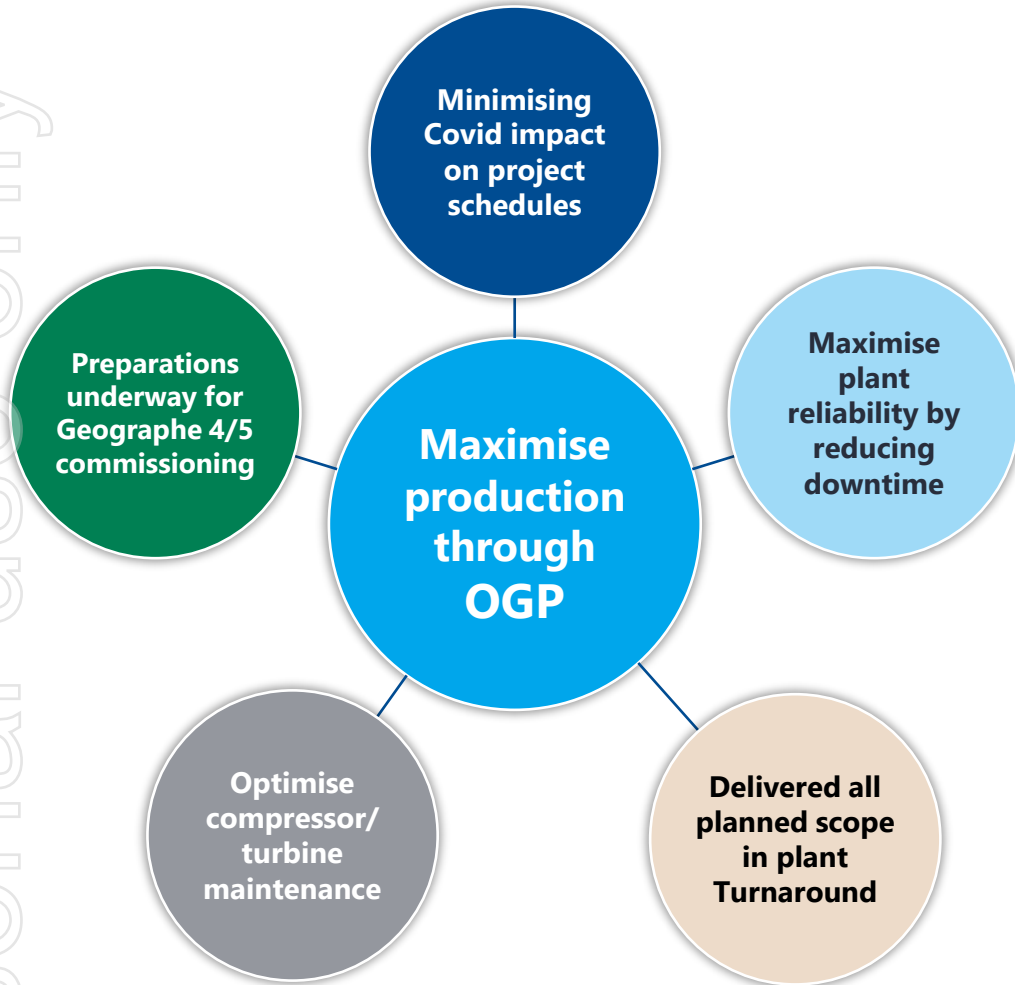 Minimising
Covid impact
on project
schedules
Maximise
plant
reliability by
reducing
downtime
Delivered all
planned scope
in plant
Turnaround
Optimise
compressor/
turbine
maintenance
Preparations
underway for
Geographe 4/5
commissioning
Maximise
production
through
OGP